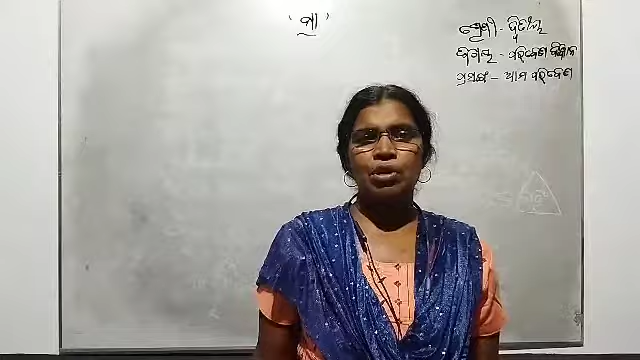 ଶ୍ରେଣୀ - ଦ୍ୱିତୀୟ
ବିଷୟ - ପରିବେଶ ବିଜ୍ଞାନ
ପ୍ରସଙ୍ଗ - ଆମ ପରିବେଶ